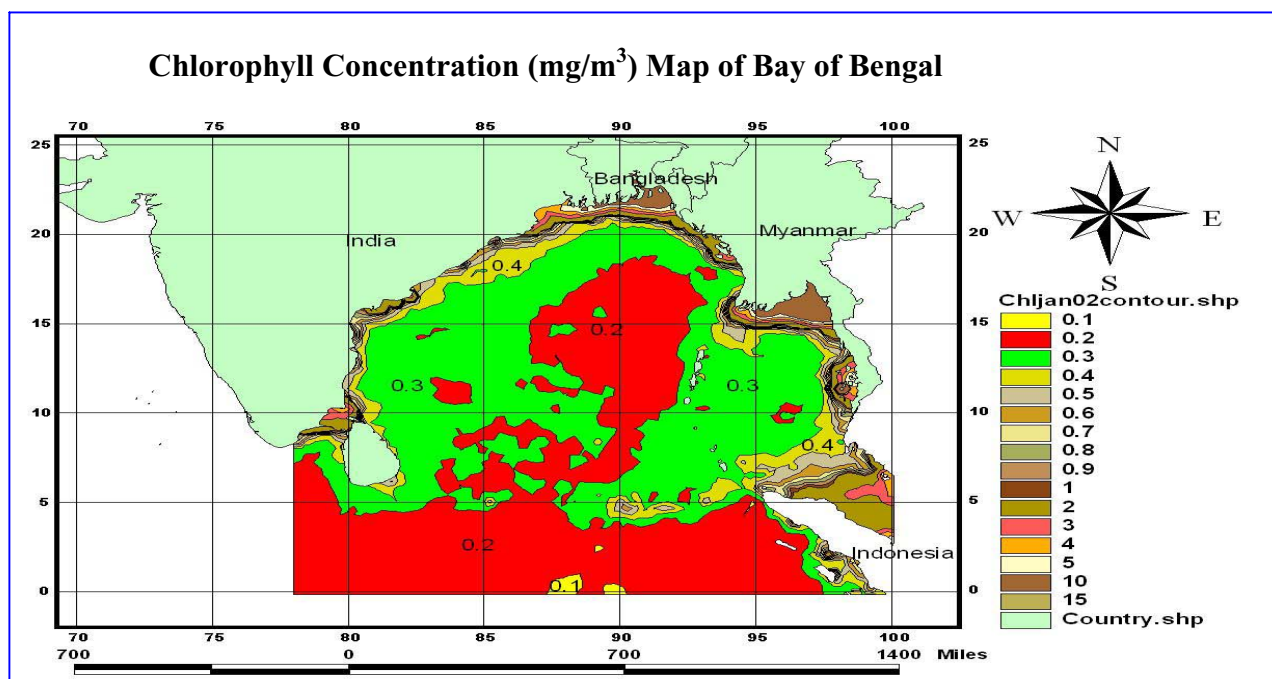 Chlorophyll Concentration (mg/m³) Map of Bay of Bengal
70 75 80 85 90 95 100
25 25
20 20
15 15
10 10
5 5
0 0
Bangladesh
India
Myanmar
0.4
0.2
0.3 0.3
0.4
0.2
Indonesia
0.1
70 75 80 85 90 95 100
700 0 700 1400 Miles
N
W E
S
Chljan02contour.shp
0.1
0.2
0.3
0.4
0.5
0.6
0.7
0.8
0.9
1
2
3
4
5
10
15
Country.shp